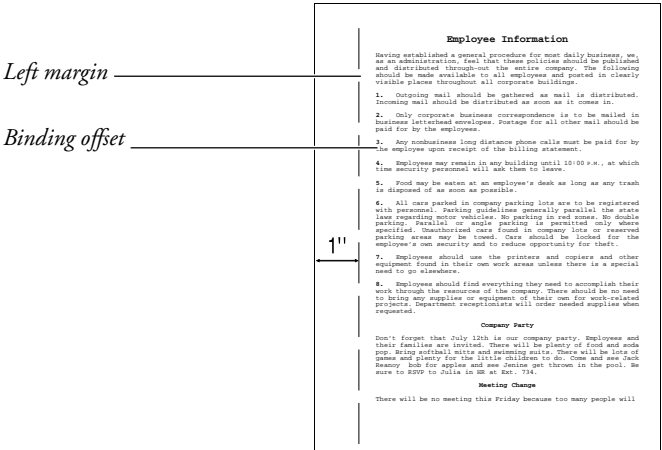 Employee Information
Having established a general procedure for most daily business, we,
as an administration, feel that these policies should be published
and distributed through-out the entire company. The following
should be made available to all employees and posted in clearly
visible places throughout all corporate buildings.
Left margin
1. Outgoing mail should be gathered as mail is distributed.
Incoming mail should be distributed as soon as it comes in.
2. Only corporate business correspondence is to be mailed in
business letterhead envelopes. Postage for all other mail should be
paid for by the employees.
Binding offset
3. Any nonbusiness long distance phone calls must be paid for by
the employee upon receipt of the billing statement.
4. Employees may remain in any building until 10:00 P.M., at which
time security personnel will ask them to leave.
5. Food may be eaten at an employee's desk as long as any trash
is disposed of as soon as possible.
6. All cars parked in company parking lots are to be registered
with personnel. Parking guidelines generally parallel the state
laws regarding motor vehicles. No parking in red zones. No double
parking. Parallel or angle parking is permitted only where
specified. Unauthorized cars found in company lots or reserved
parking areas may be towed. Cars should be locked for the
employee's own security and to reduce opportunity for theft.
1"
7. Employees should use the printers and copiers and other
equipment found in their own work areas unless there is a special
need to go elsewhere.
8. Employees should find everything they need to accomplish their
work through the resources of the company. There should be no need
to bring any supplies or equipment of their own for work-related
projects. Department receptionists will order needed supplies when
requested.
Company Party
Don't forget that July 12th is our company party. Employees and
their families are invited. There will be plenty of food and soda
pop. Bring softball mitts and swimming suits. There will be lots of
games and plenty for the little children to do. Come and see Jack
Reanoy bob for apples and see Jenine get thrown in the pool. Be
sure to RSVP to Julia in HR at Ext. 734.
Meeting Change
There will be no meeting this Friday because too many people will